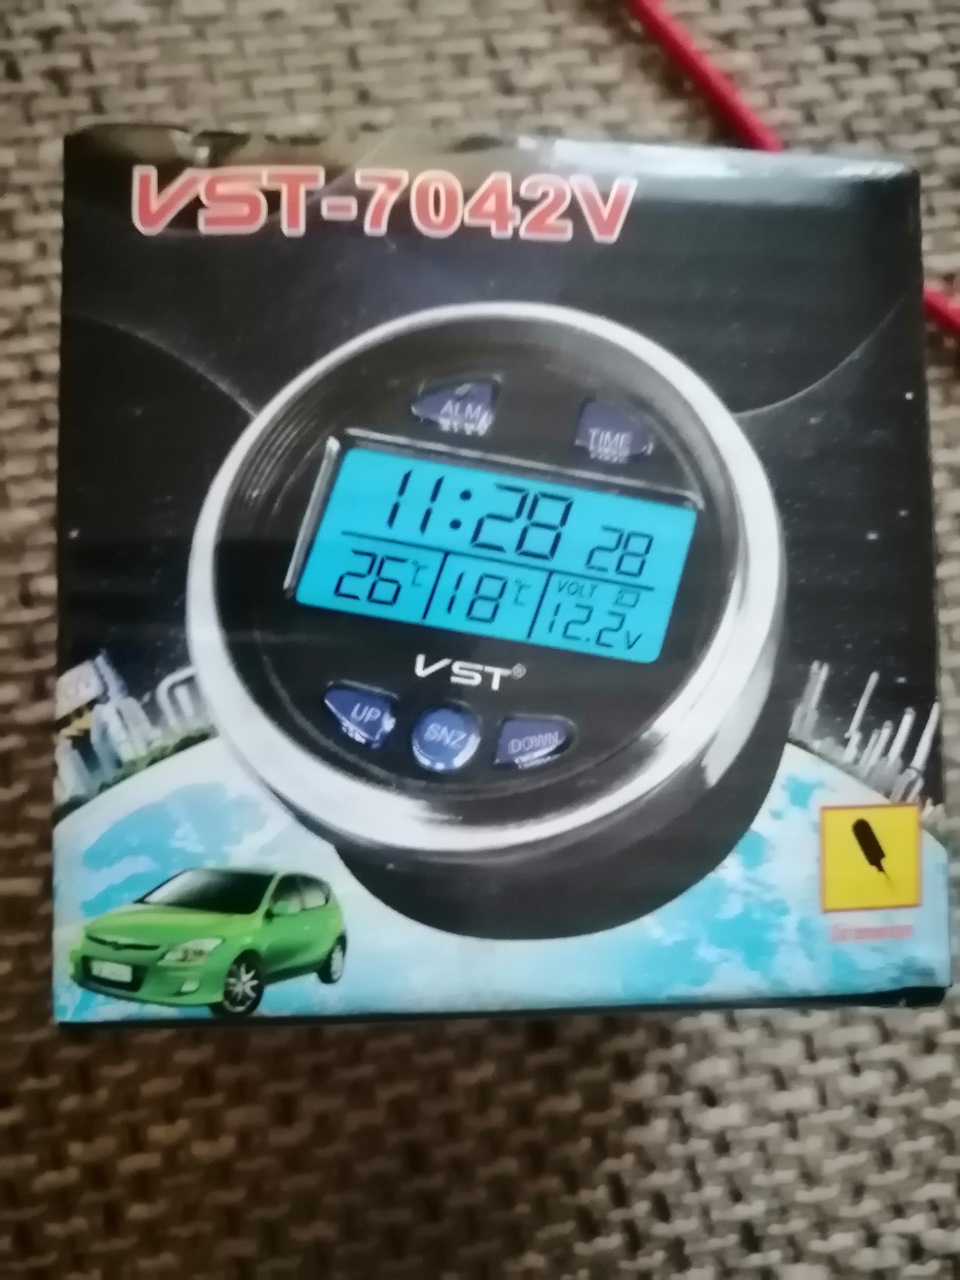 VST-7042V
ALM
TIME
11:28 28
26°C 18°C VOLT 12.2V
VST®
UP SNZ DOWN